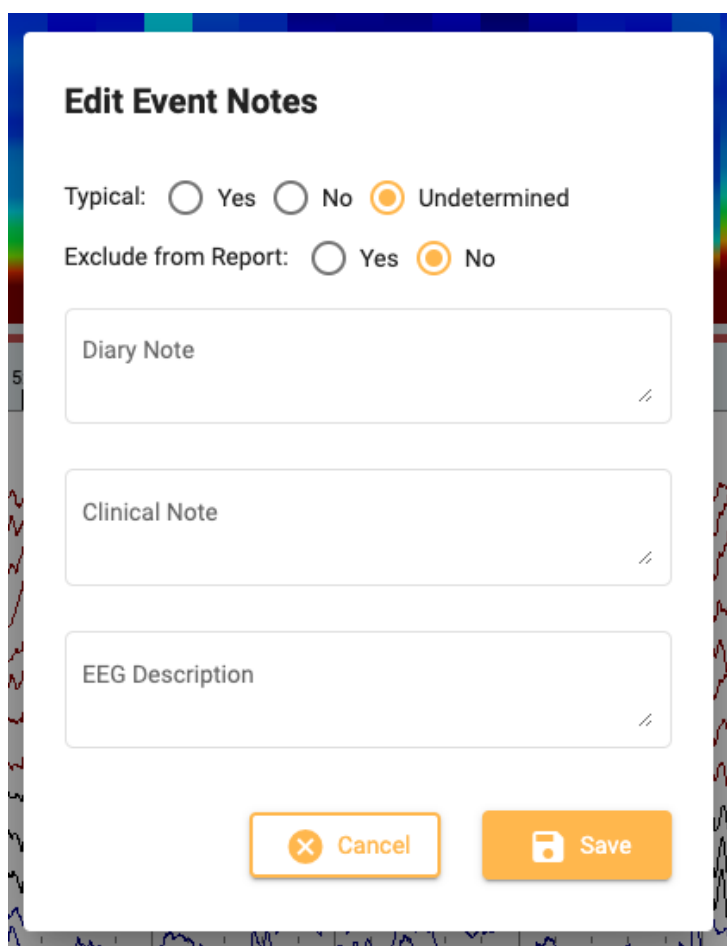 Edit Event Notes
Typical: Yes No Undetermined
Exclude from Report: Yes No
5
Diary Note
Clinical Note
EEG Description
Cancel Save